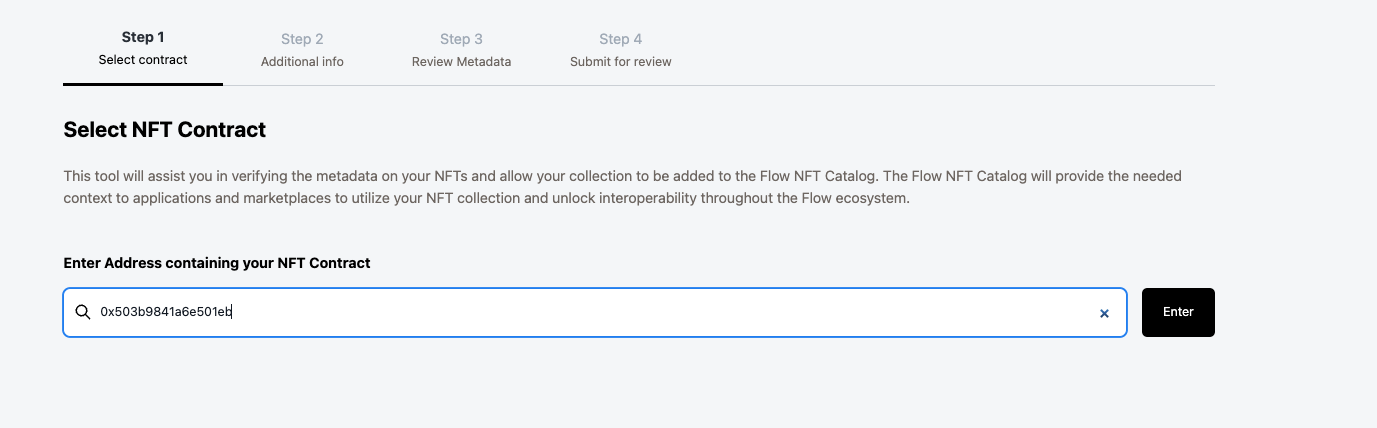 Step 1
Select contract
Step 2
Additional info
Step 3
Review Metadata
Step 4
Submit for review
Select NFT Contract
This tool will assist you in verifying the metadata on your NFTs and allow your collection to be added to the Flow NFT Catalog. The Flow NFT Catalog will provide the needed
context to applications and marketplaces to utilize your NFT collection and unlock interoperability throughout the Flow ecosystem.
Enter Address containing your NFT Contract
0x503b9841a6e501eb
Enter